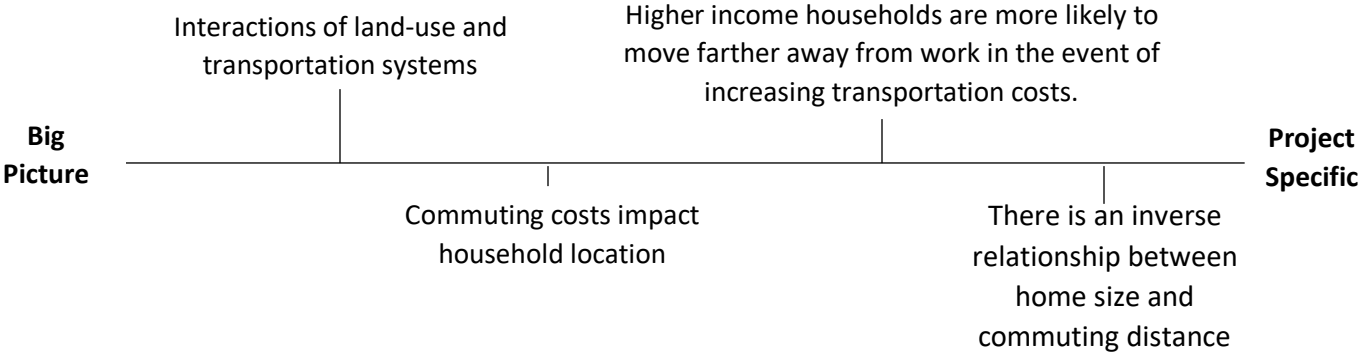 Interactions of land-use and
transportation systems
Higher income households are more likely to
move farther away from work in the event of
increasing transportation costs.
Big
Picture
Project
Specific
Commuting costs impact
household location
There is an inverse
relationship between
home size and
commuting distance